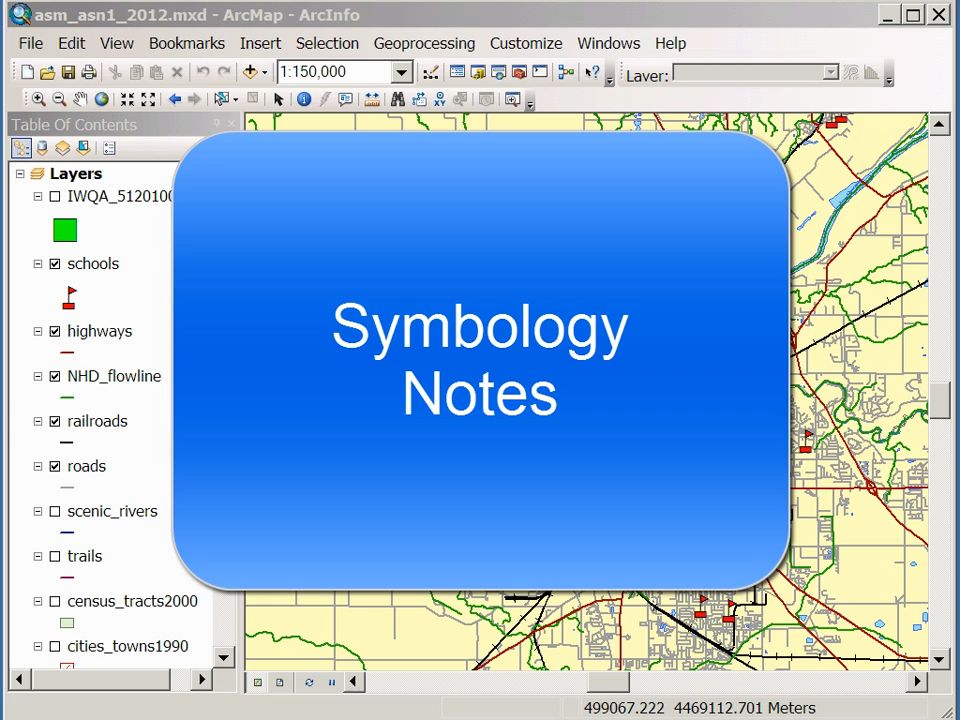 asm_asn1_2012.mxd - ArcMap - ArcInfo
File Edit View Bookmarks Insert Selection Geoprocessing Customize Windows Help
1:150,000 Layer:
Table Of Contents
Layers
IWQA_5120100
schools
highways
NHD_flowline
railroads
roads
scenic_rivers
trails
census_tracts2000
cities_towns1990
Symbology
Notes
499067.222 4469112.701 Meters